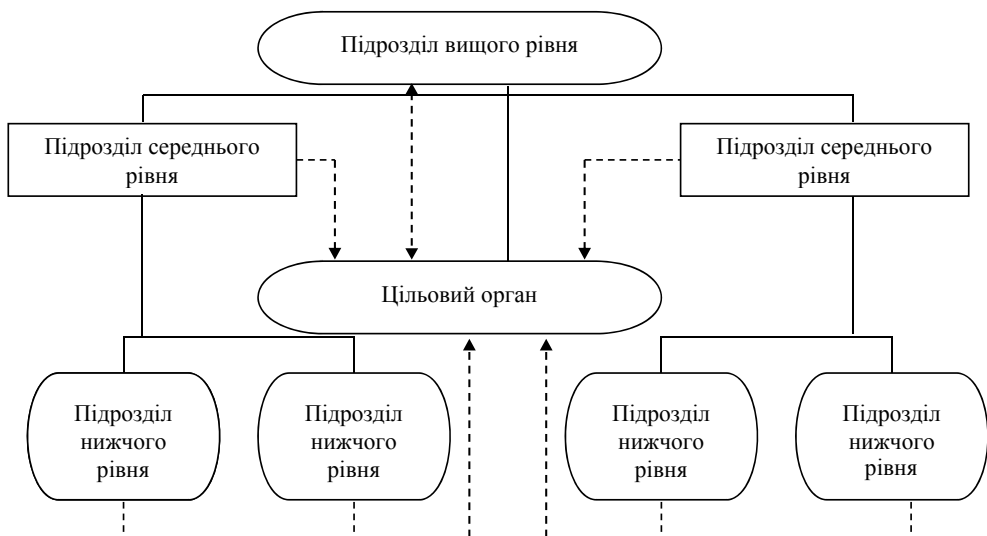 Підрозділ вищого рівня
Підрозділ середнього
рівня
Підрозділ середнього
рівня
Цільовий орган
Підрозділ
нижчого
рівня
Підрозділ
нижчого
рівня
Підрозділ
нижчого
рівня
Підрозділ
нижчого
рівня